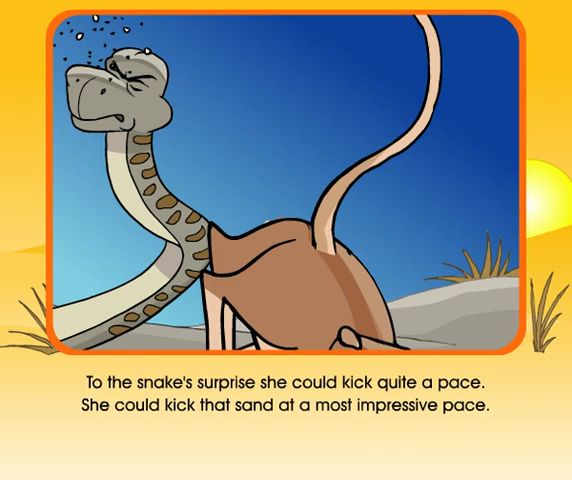 To the snake's surprise she could kick quite a pace.
She could kick that sand at a most impressive pace.